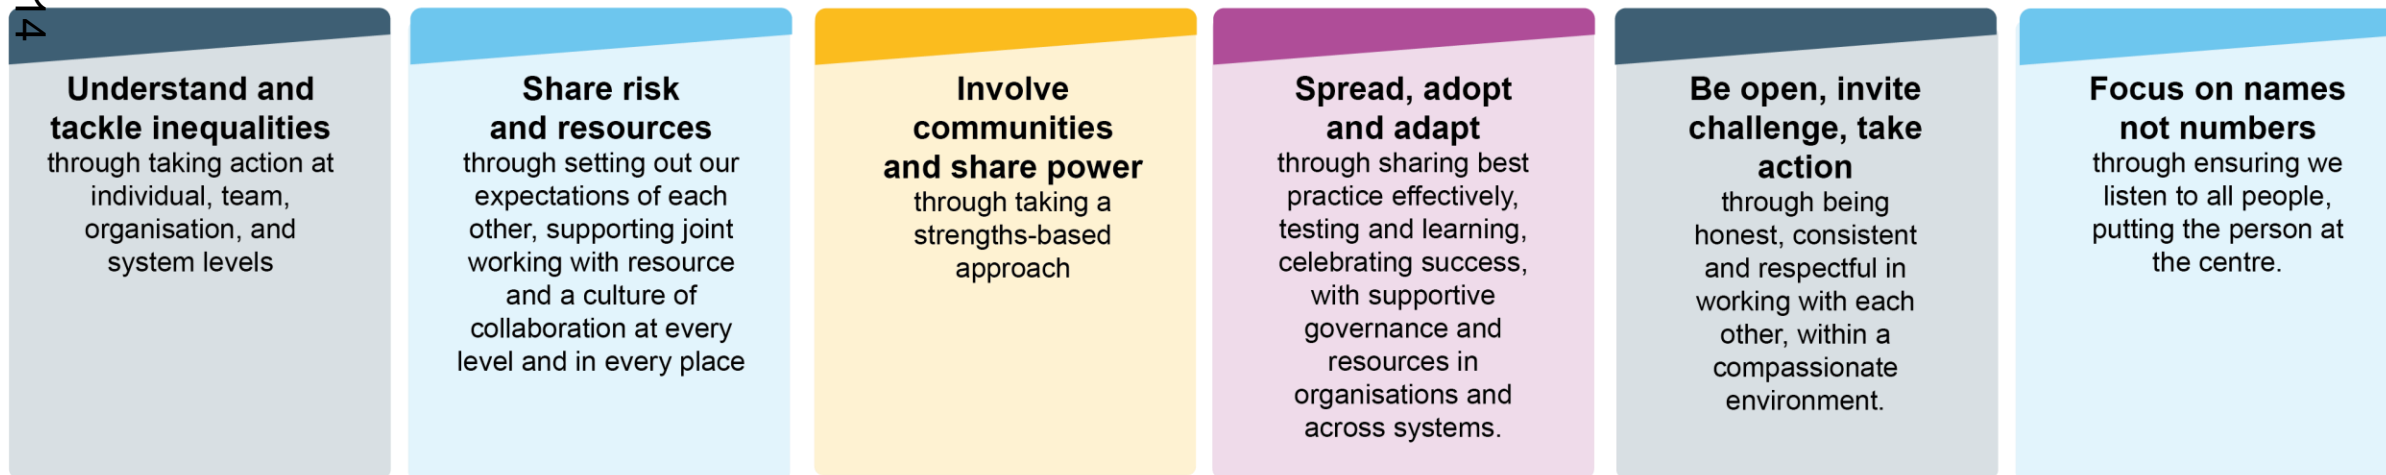 14
Understand and
tackle inequalities
through taking action at
individual, team,
organisation, and
system levels
Share risk
and resources
through setting out our
expectations of each
other, supporting joint
working with resource
and a culture of
collaboration at every
level and in every place
Involve
communities
and share power
through taking a
strengths-based
approach
Spread, adopt
and adapt
through sharing best
practice effectively,
testing and learning,
celebrating success,
with supportive
governance and
resources in
organisations and
across systems.
Be open, invite
challenge, take
action
through being
honest, consistent
and respectful in
working with each
other, within a
compassionate
environment.
Focus on names
not numbers
through ensuring we
listen to all people,
putting the person at
the centre.